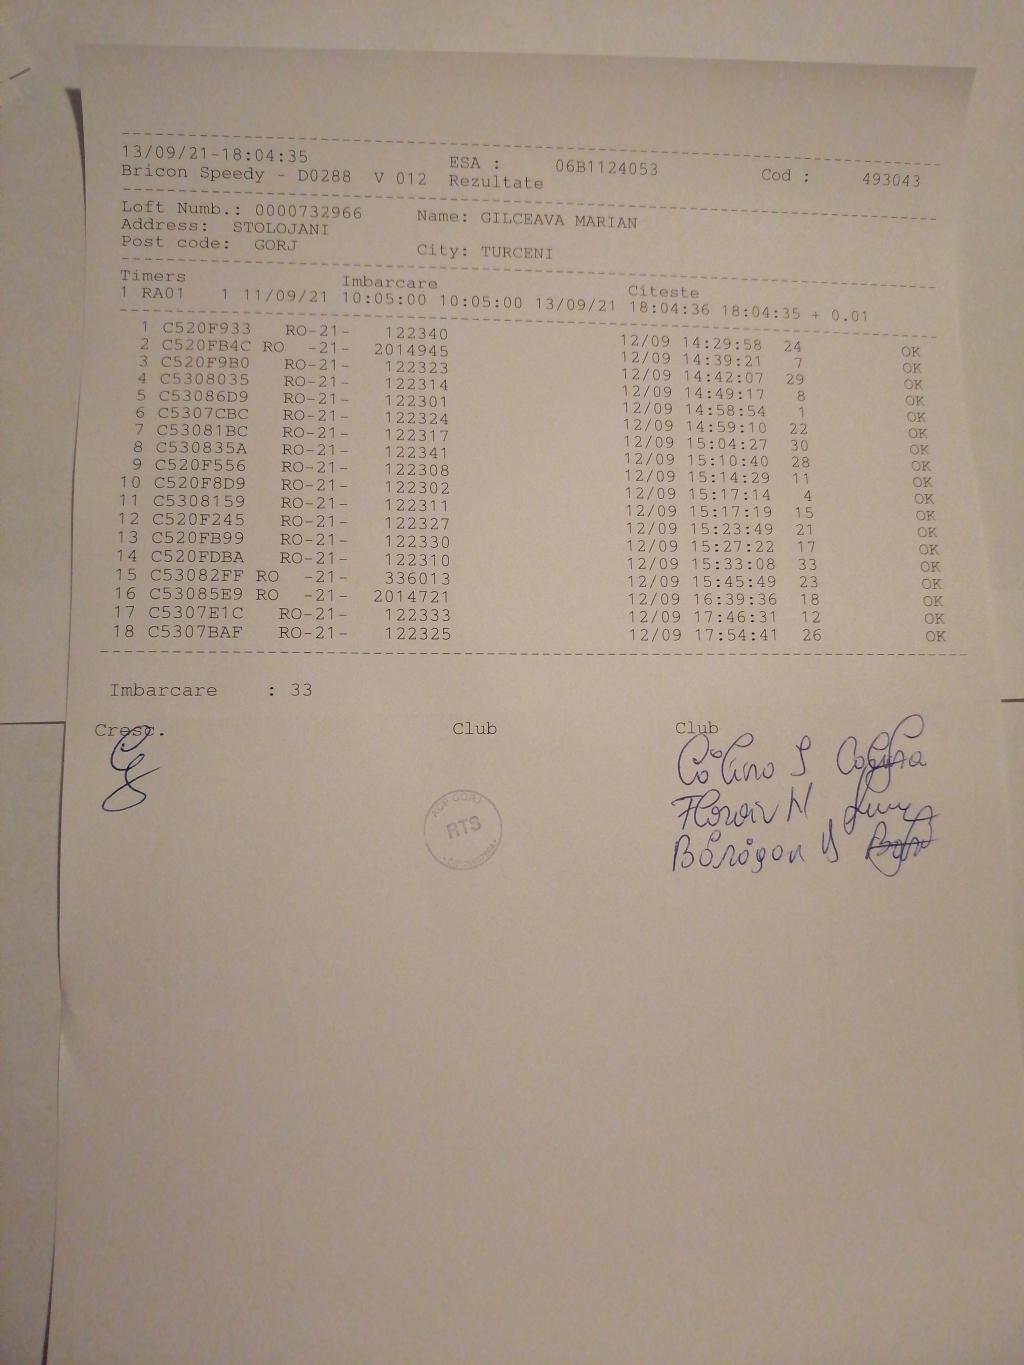 13/09/21-18:04:35 ESA : 06B1124053 Cod : 493043
Bricon Speedy - D0288 V 012 Rezultate
Loft Numb.: 0000732966 Name: GILCEAVA MARIAN
Address: STOLOJANI
Post code: GORJ City: TURCENI
Timers Imbarcare Citeste
1 RA01 1 11/09/21 10:05:00 10:05:00 13/09/21 18:04:36 18:04:35 + 0.01
1 C520F933 RO-21- 122340 12/09 14:29:58 24 OK
2 C520FB4C RO -21- 2014945 12/09 14:39:21 7 OK
3 C520F9B0 RO-21- 122323 12/09 14:42:07 29 OK
4 C5308035 RO-21- 122314 12/09 14:49:17 8 OK
5 C53086D9 RO-21- 122301 12/09 14:58:54 1 OK
6 C5307CBC RO-21- 122324 12/09 14:59:10 22 OK
7 C53081BC RO-21- 122317 12/09 15:04:27 30 OK
8 C530835A RO-21- 122341 12/09 15:10:40 28 OK
9 C520F556 RO-21- 122308 12/09 15:14:29 11 OK
10 C520F8D9 RO-21- 122302 12/09 15:17:14 4 OK
11 C5308159 RO-21- 122311 12/09 15:17:19 15 OK
12 C520F245 RO-21- 122327 12/09 15:23:49 21 OK
13 C520FB99 RO-21- 122330 12/09 15:27:22 17 OK
14 C520FDBA RO-21- 122310 12/09 15:33:08 33 OK
15 C53082FF RO -21- 336013 12/09 15:45:49 23 OK
16 C53085E9 RO -21- 2014721 12/09 16:39:36 18 OK
17 C5307E1C RO-21- 122333 12/09 17:46:31 12 OK
18 C5307BAF RO-21- 122325 12/09 17:54:41 26 OK
Imbarcare : 33
Cresc. Club Club
RTS